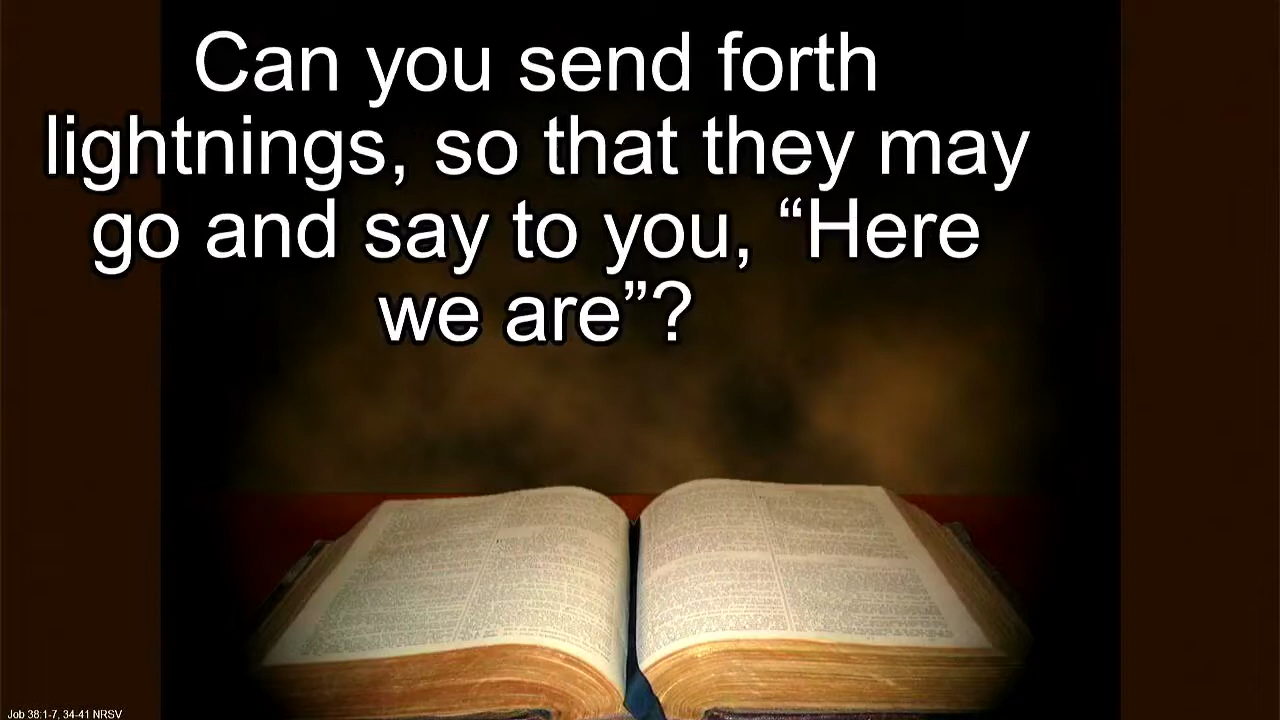 Can you send forth
lightnings, so that they may
go and say to you, “Here
we are”?
Job 38:1-7, 34-41 NRSV